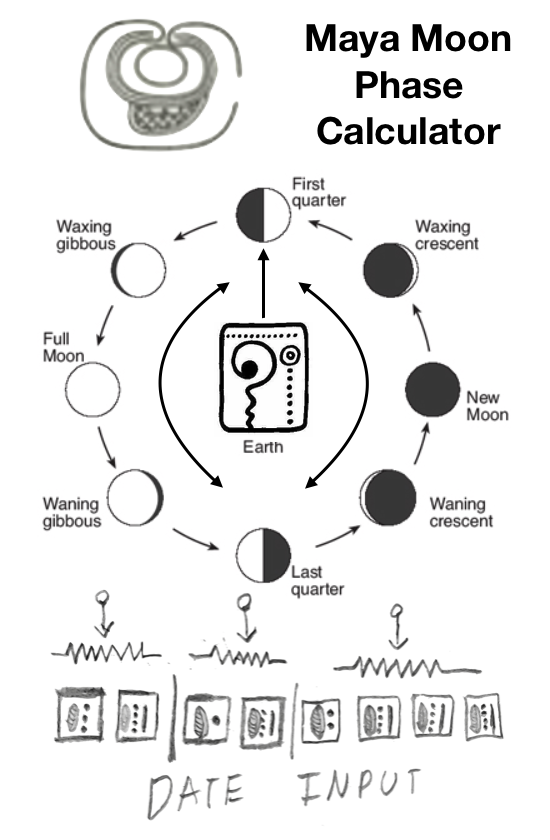 Maya Moon
Phase
Calculator
First
quarter
Waxing
gibbous
Waxing
crescent
Full
Moon
Earth
New
Moon
Waning
gibbous
Waning
crescent
Last
quarter
DATE INPUT